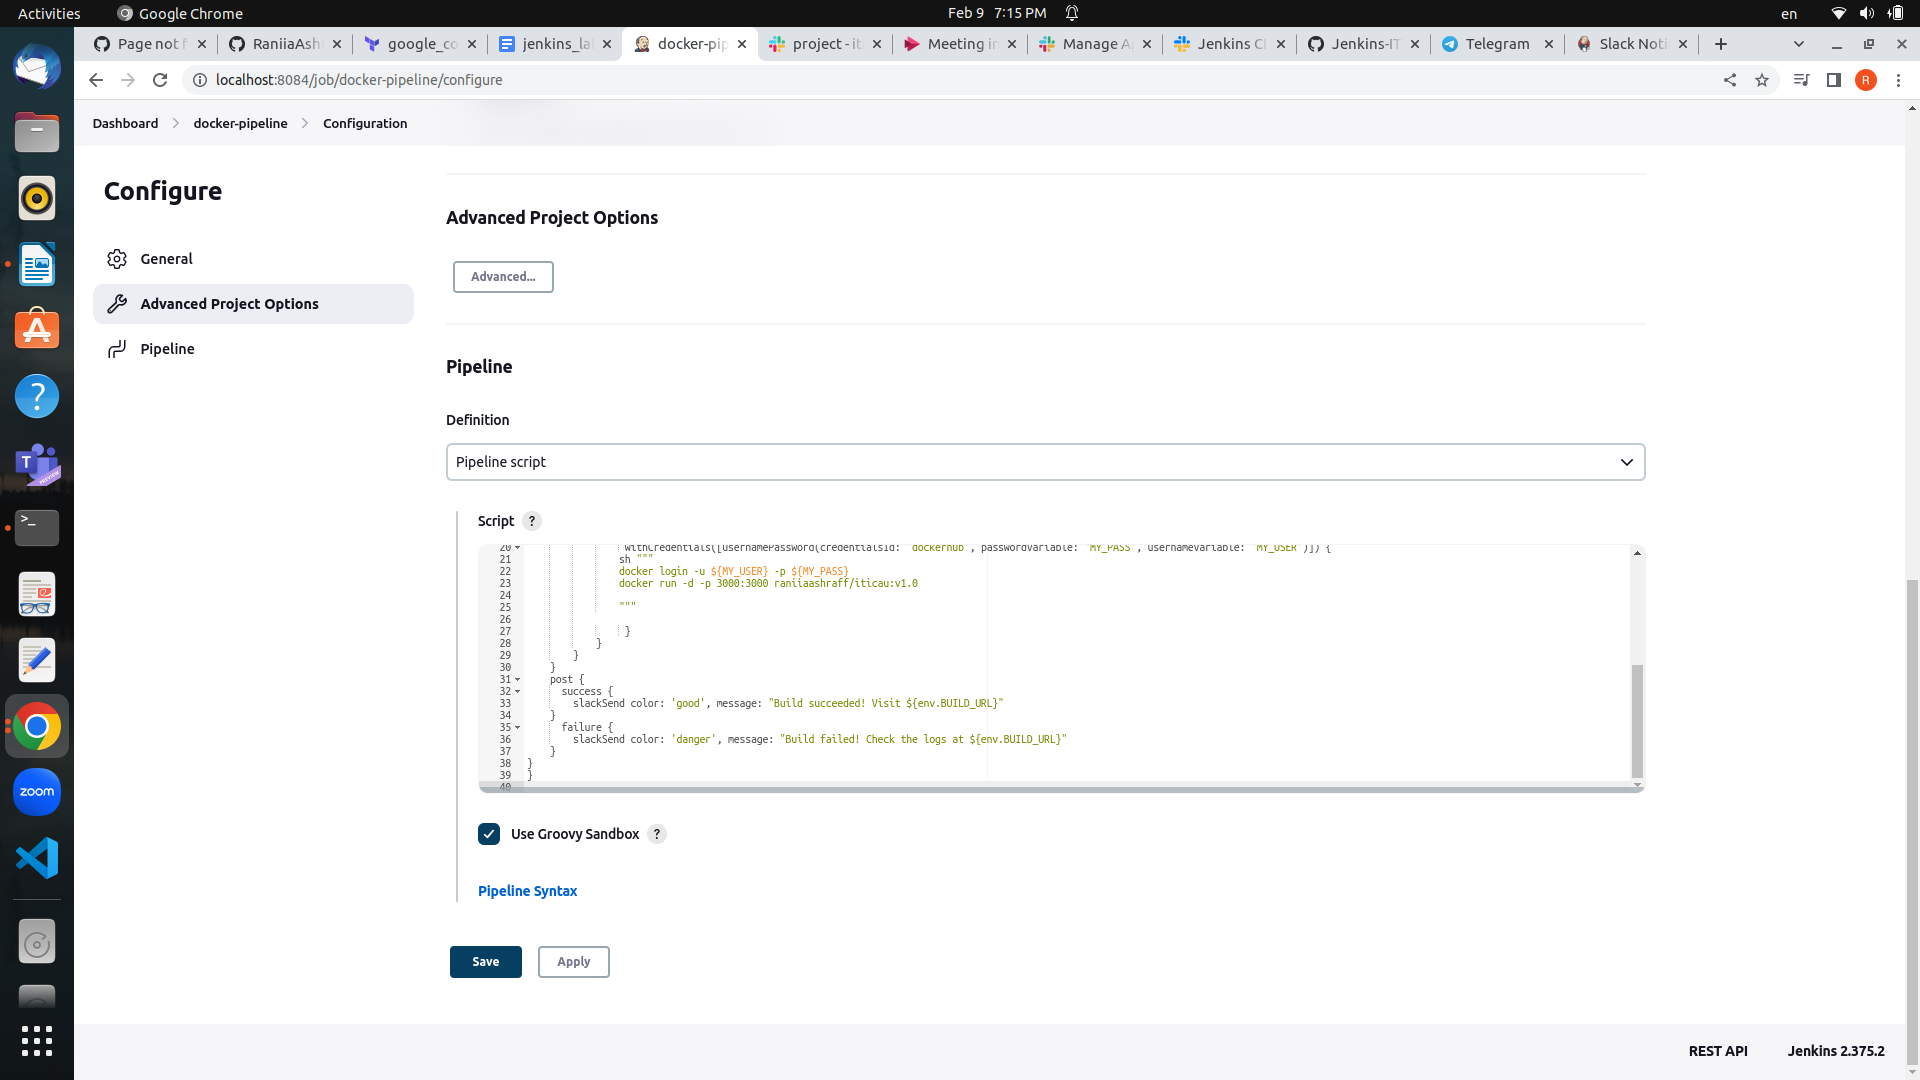 Activities
Google Chrome
Feb 9 7:15 PM
en
Page not f
RaniiaAsh
google_co
jenkins_la
docker-pip
project - it
Meeting in
Manage A
Jenkins CI
Jenkins-IT
Telegram
Slack Noti
localhost:8084/job/docker-pipeline/configure
R
Dashboard
docker-pipeline
Configuration
Configure
General
Advanced Project Options
Pipeline
Advanced Project Options
Advanced...
Pipeline
Definition
Pipeline script
Script ?
20 withCredentials([usernamePassword(credentialsId: 'dockerhub', passwordVariable: 'MY_PASS', usernameVariable: 'MY_USER')]) {
21 sh """
22 docker login -u ${MY_USER} -p ${MY_PASS}
23 docker run -d -p 3000:3000 raniiaashraff/iticau:v1.0
24
25 """
26
27 }
28 }
29 }
30 }
31 post {
32 success {
33 slackSend color: 'good', message: "Build succeeded! Visit ${env.BUILD_URL}"
34 }
35 failure {
36 slackSend color: 'danger', message: "Build failed! Check the logs at ${env.BUILD_URL}"
37 }
38 }
39 }
40
Use Groovy Sandbox ?
Pipeline Syntax
Save
Apply
REST API
Jenkins 2.375.2
zoom
T
PREVIEW